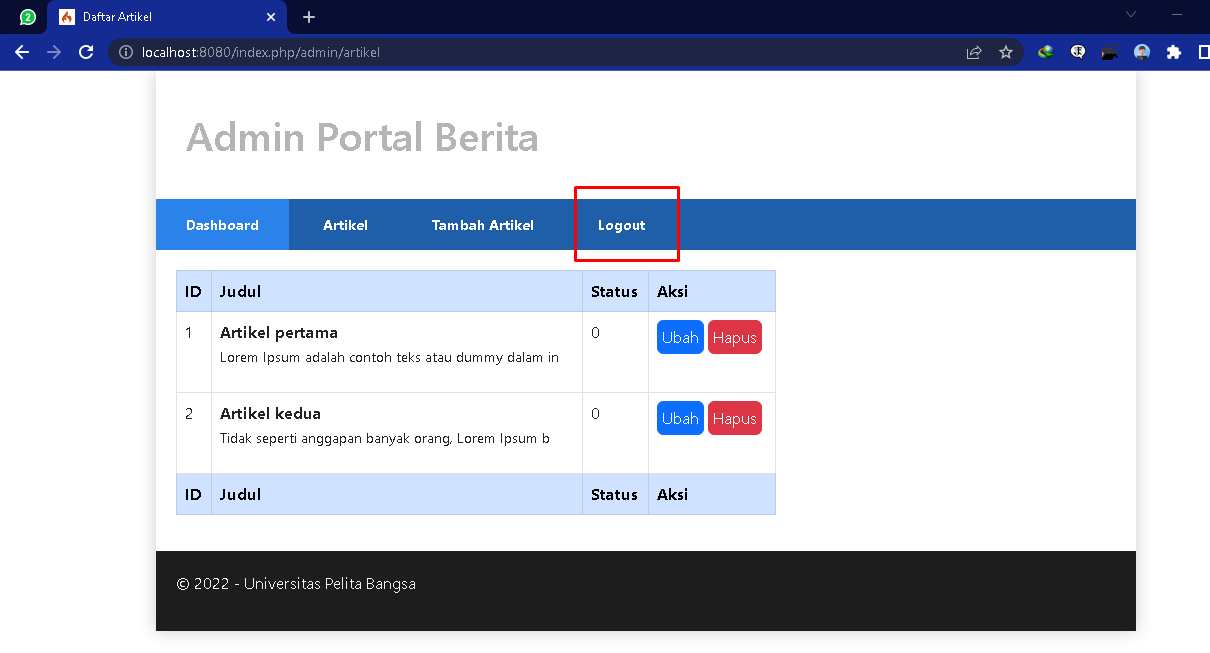 2
Daftar Artikel
localhost:8080/index.php/admin/artikel
Admin Portal Berita
Dashboard Artikel Tambah Artikel Logout
ID Judul Status Aksi
1 Artikel pertama 0 Ubah Hapus
Lorem Ipsum adalah contoh teks atau dummy dalam in
2 Artikel kedua 0 Ubah Hapus
Tidak seperti anggapan banyak orang, Lorem Ipsum b
ID Judul Status Aksi
© 2022 - Universitas Pelita Bangsa